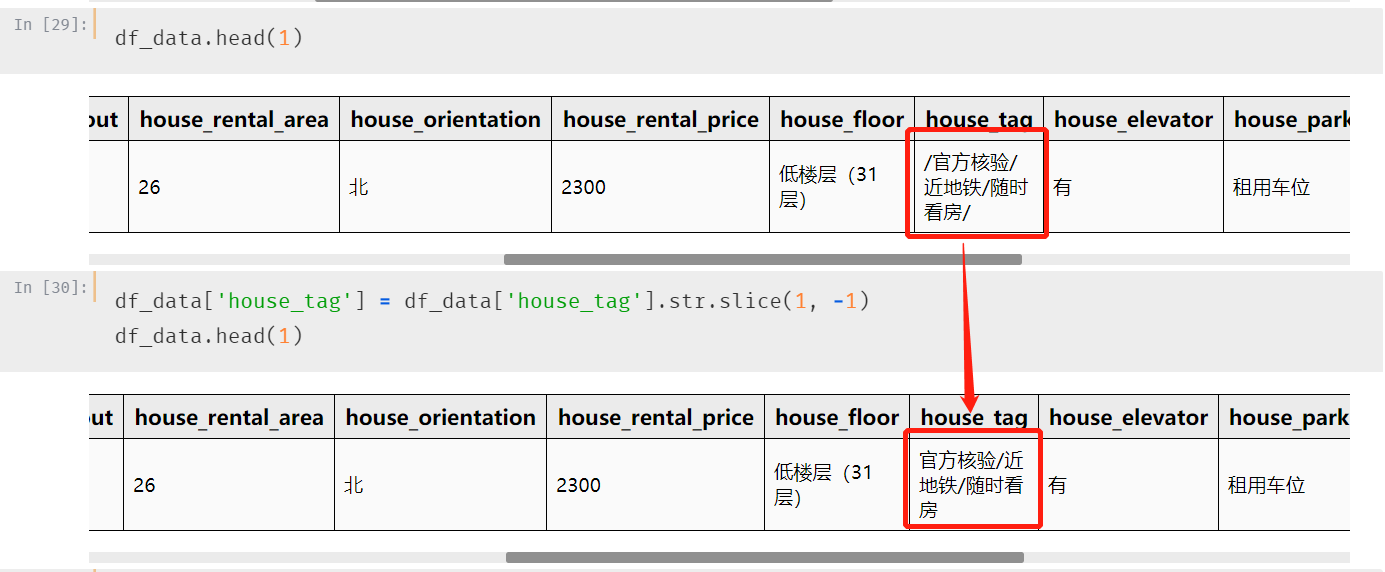 In [29]:
df_data.head(1)
out house_rental_area house_orientation house_rental_price house_floor house_tag house_elevator house_park
26 北 2300 低楼层（31层） /官方核验/近地铁/随时看房/ 有 租用车位
In [30]:
df_data['house_tag'] = df_data['house_tag'].str.slice(1, -1)
df_data.head(1)
out house_rental_area house_orientation house_rental_price house_floor house_tag house_elevator house_park
26 北 2300 低楼层（31层） 官方核验/近地铁/随时看房 有 租用车位